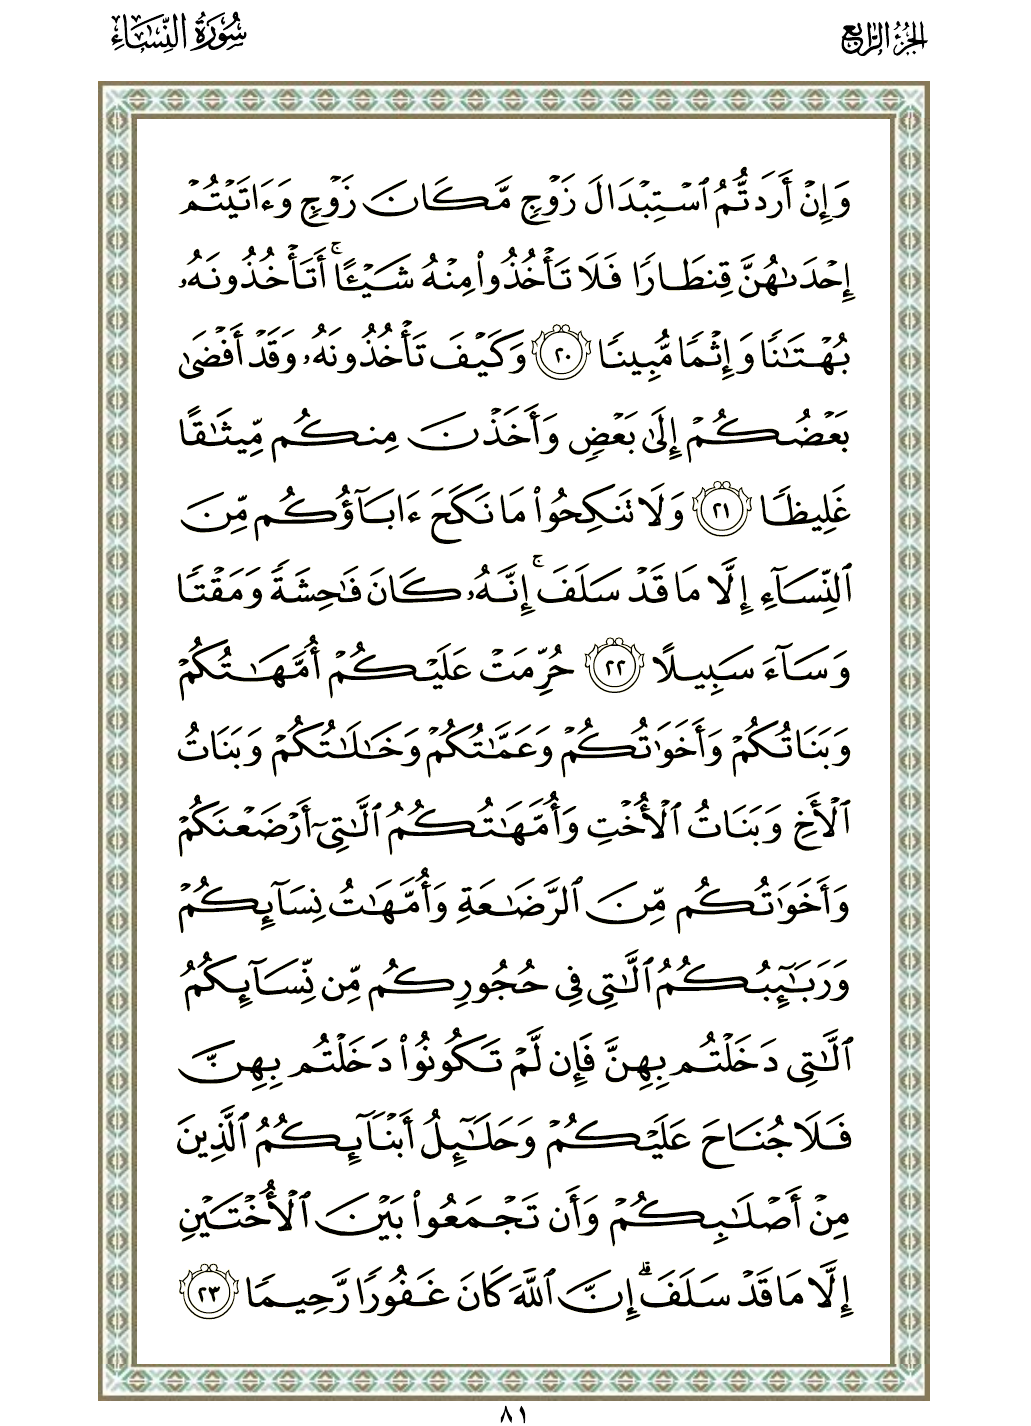 الجزء الرابع
سورة النساء
وَإِنْ أَرَدتُّمُ ٱسْتِبْدَالَ زَوْجٍ مَّكَانَ زَوْجٍ وَءَاتَيْتُمْ
إِحْدَىٰهُنَّ قِنطَارًا فَلَا تَأْخُذُوا۟ مِنْهُ شَيْـًٔا ۚ أَتَأْخُذُونَهُۥ
بُهْتَـٰنًا وَإِثْمًا مُّبِينًا ٢٠ وَكَيْفَ تَأْخُذُونَهُۥ وَقَدْ أَفْضَىٰ
بَعْضُكُمْ إِلَىٰ بَعْضٍ وَأَخَذْنَ مِنكُم مِّيثَـٰقًا
غَلِيظًا ٢١ وَلَا تَنكِحُوا۟ مَا نَكَحَ ءَابَآؤُكُم مِّنَ
ٱلنِّسَآءِ إِلَّا مَا قَدْ سَلَفَ ۚ إِنَّهُۥ كَانَ فَـٰحِشَةً وَمَقْتًا
وَسَآءَ سَبِيلًا ٢٢ حُرِّمَتْ عَلَيْكُمْ أُمَّهَـٰتُكُمْ
وَبَنَاتُكُمْ وَأَخَوَٰتُكُمْ وَعَمَّـٰتُكُمْ وَخَـٰلَـٰتُكُمْ وَبَنَاتُ
ٱلْأَخِ وَبَنَاتُ ٱلْأُخْتِ وَأُمَّهَـٰتُكُمُ ٱلَّـٰتِىٓ أَرْضَعْنَكُمْ
وَأَخَوَٰتُكُم مِّنَ ٱلرَّضَـٰعَةِ وَأُمَّهَـٰتُ نِسَآئِكُمْ
وَرَبَـٰٓئِبُكُمُ ٱلَّـٰتِى فِى حُجُورِكُم مِّن نِّسَآئِكُمُ
ٱلَّـٰتِى دَخَلْتُم بِهِنَّ فَإِن لَّمْ تَكُونُوا۟ دَخَلْتُم بِهِنَّ
فَلَا جُنَاحَ عَلَيْكُمْ وَحَلَـٰٓئِلُ أَبْنَآئِكُمُ ٱلَّذِينَ
مِنْ أَصْلَـٰبِكُمْ وَأَن تَجْمَعُوا۟ بَيْنَ ٱلْأُخْتَيْنِ
إِلَّا مَا قَدْ سَلَفَ ۗ إِنَّ ٱللَّهَ كَانَ غَفُورًا رَّحِيمًا ٢٣
٨١